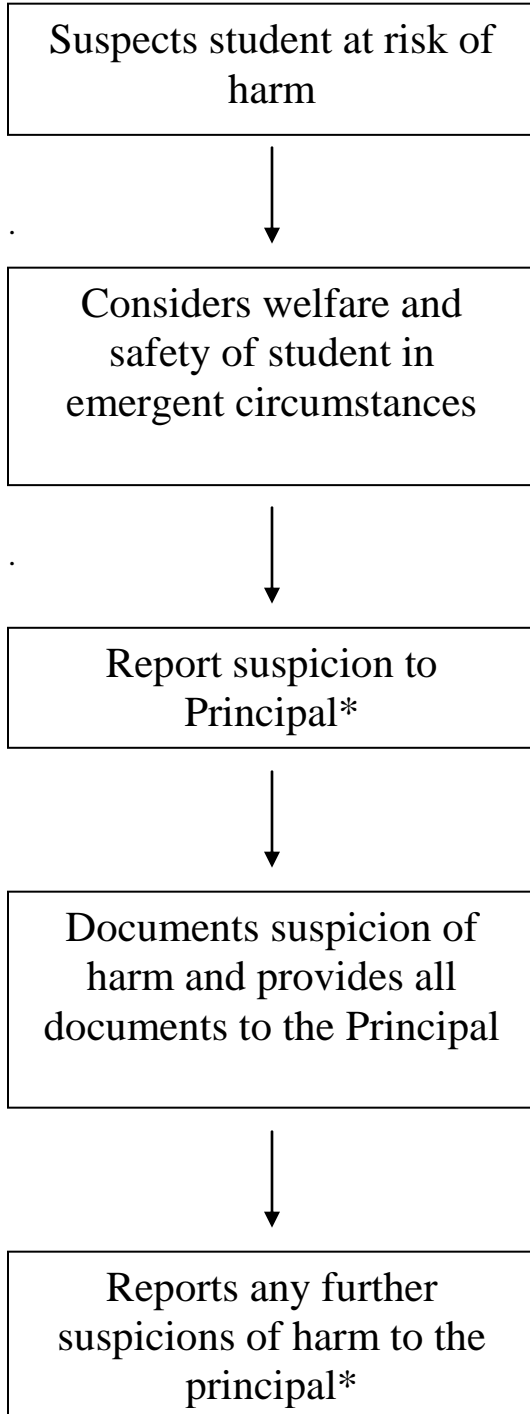 Suspects student at risk of
harm
.
Considers welfare and
safety of student in
emergent circumstances
.
Report suspicion to
Principal*
Documents suspicion of
harm and provides all
documents to the Principal
Reports any further
suspicions of harm to the
principal*